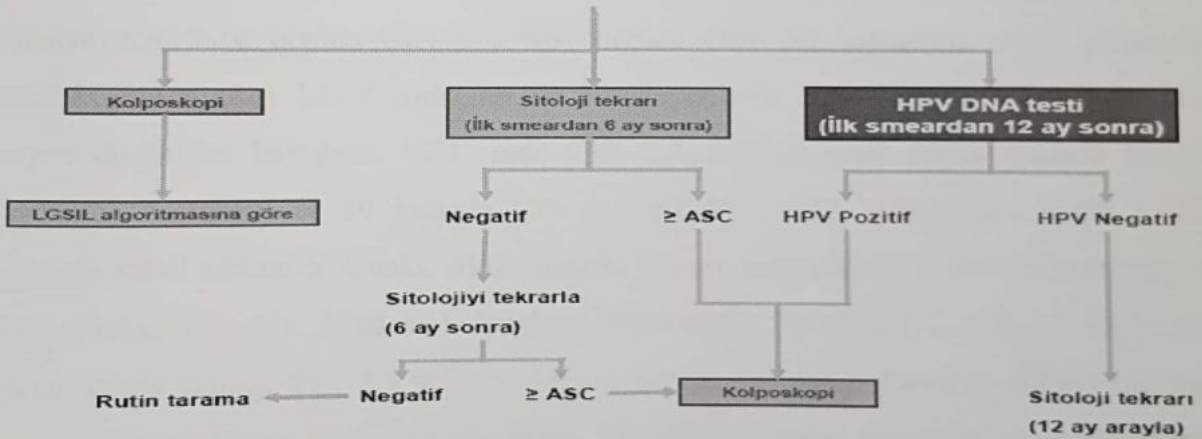 Kolposkopi
Sitoloji tekrarı
(İlk smeardan 6 ay sonra)
HPV DNA testi
(İlk smeardan 12 ay sonra)
LGSIL algoritmasına göre
Negatif
≥ ASC
HPV Pozitif
HPV Negatif
Sitolojiyi tekrarla
(6 ay sonra)
Rutin tarama
Negatif
≥ ASC
Kolposkopi
Sitoloji tekrarı
(12 ay arayla)